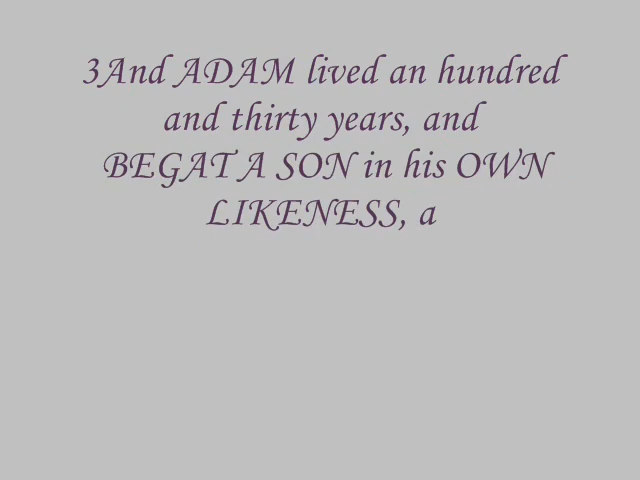 3And ADAM lived an hundred
and thirty years, and
BEGAT A SON in his OWN
LIKENESS, a